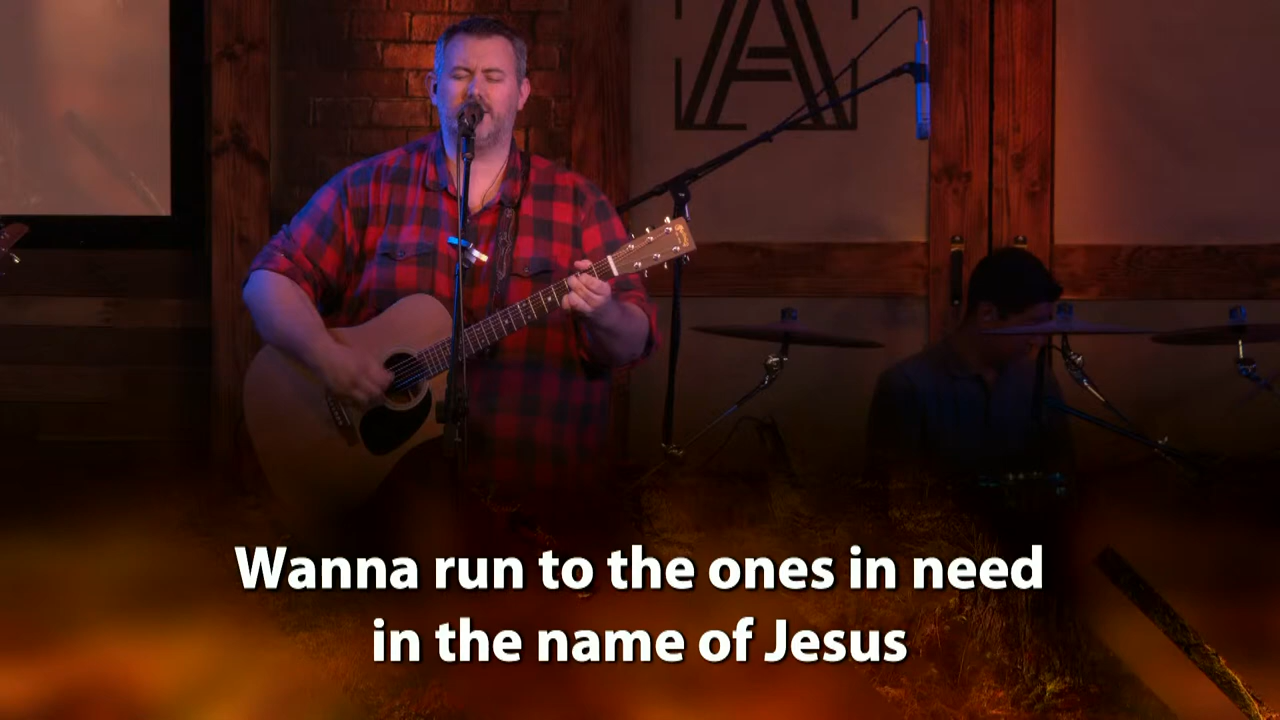 A
Wanna run to the ones in need
in the name of Jesus